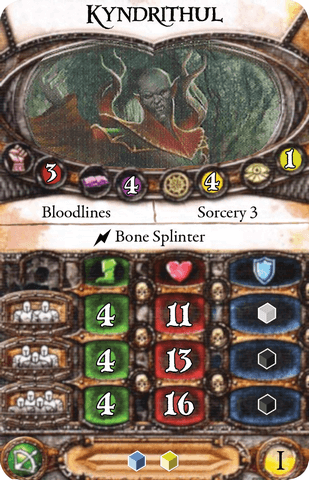 KYNDRITHUL
3 4 4 1
Bloodlines Sorcery 3
Bone Splinter
4 11
4 13
4 16
I